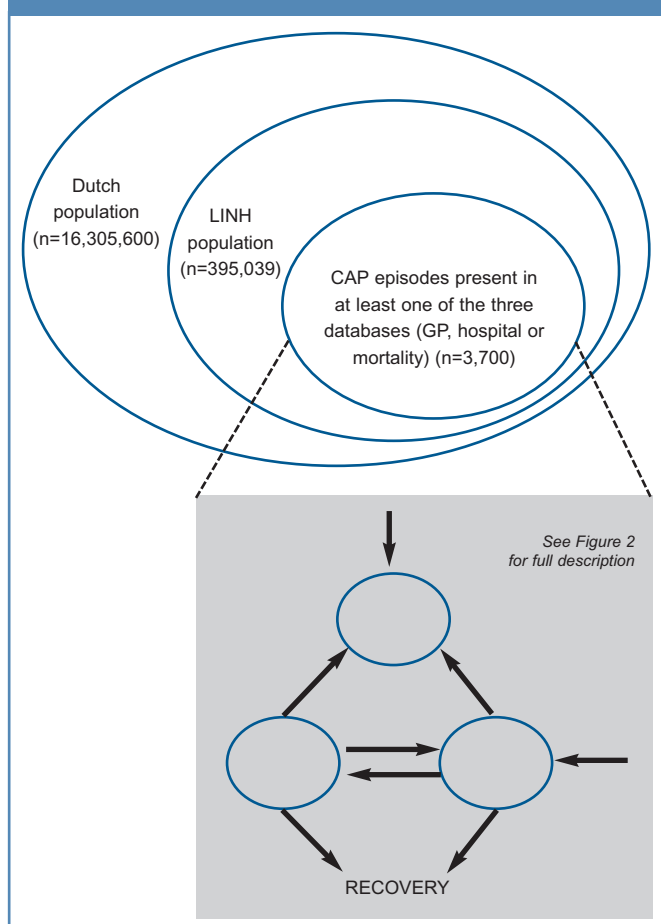 Dutch
population
(n=16,305,600)
LINH
population
(n=395,039)
CAP episodes present in
at least one of the three
databases (GP, hospital or
mortality) (n=3,700)
See Figure 2
for full description
RECOVERY